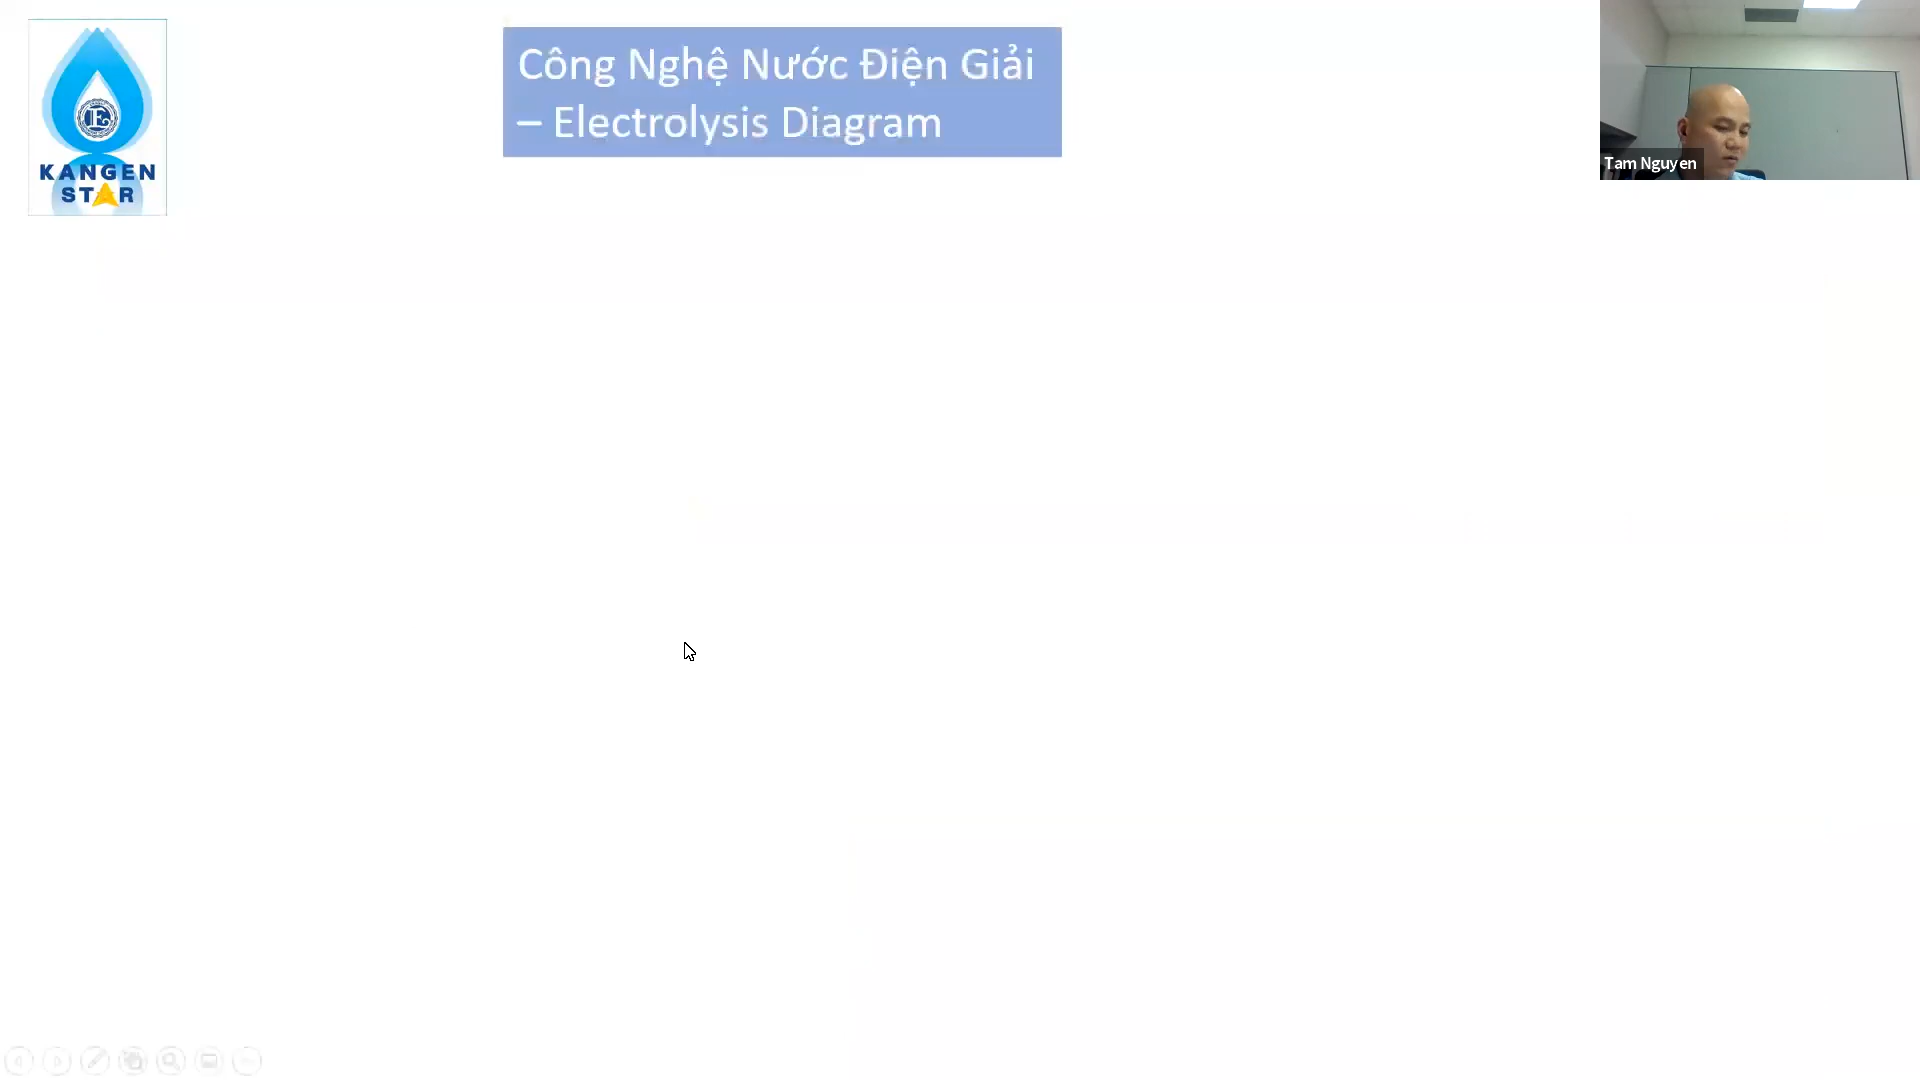 KANGEN
STAR
E
Công Nghệ Nước Điện Giải
– Electrolysis Diagram
Tam Nguyen